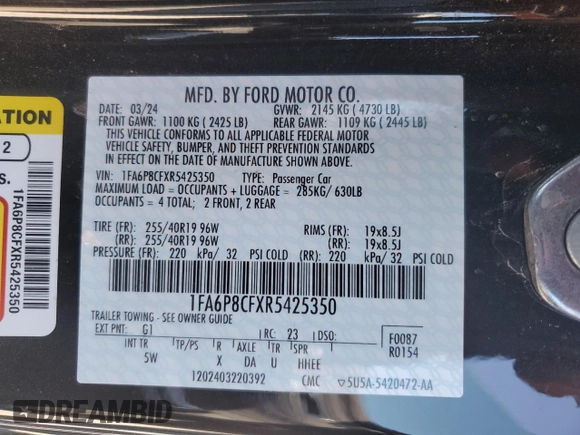 MFD. BY FORD MOTOR CO.
03/24 GVWR: 2145 KG ( 4730 LB)
FRONT GAWR: 1100 KG ( 2425 LB) REAR GAWR: 1109 KG ( 2445 LB)
THIS VEHICLE CONFORMS TO ALL APPLICABLE FEDERAL MOTOR
VEHICLE SAFETY, BUMPER, AND THEFT PREVENTION STANDARDS
IN EFFECT ON THE DATE OF MANUFACTURE SHOWN ABOVE.
VIN: 1FA6P8CFXR5425350 TYPE: Passenger Car
MAXIMUM LOAD = OCCUPANTS + LUGGAGE = 285KG/ 630LB
OCCUPANTS = 4 TOTAL; 2 FRONT, 2 REAR
TIRE (FR): 255/40R19 96W RIMS (FR): 19x8.5J
(RR): 255/40R19 96W (RR): 19x8.5J
PRESSURE (FR): 220 kPa/ 32 PSI COLD (RR): 220 kPa/ 32 PSI COLD
1FA6P8CFXR5425350
TRAILER TOWING - SEE OWNER GUIDE
EXT PNT: G1 RC: 23 DSO: F0087
INT TR TP/PS R AXLE TR SPR R0154
5W X DA U HHEE
1202403220392 CMC 5U5A-5420472-AA
ATION
2
s.
1FA6P8CFXR5425350
DREAMBID